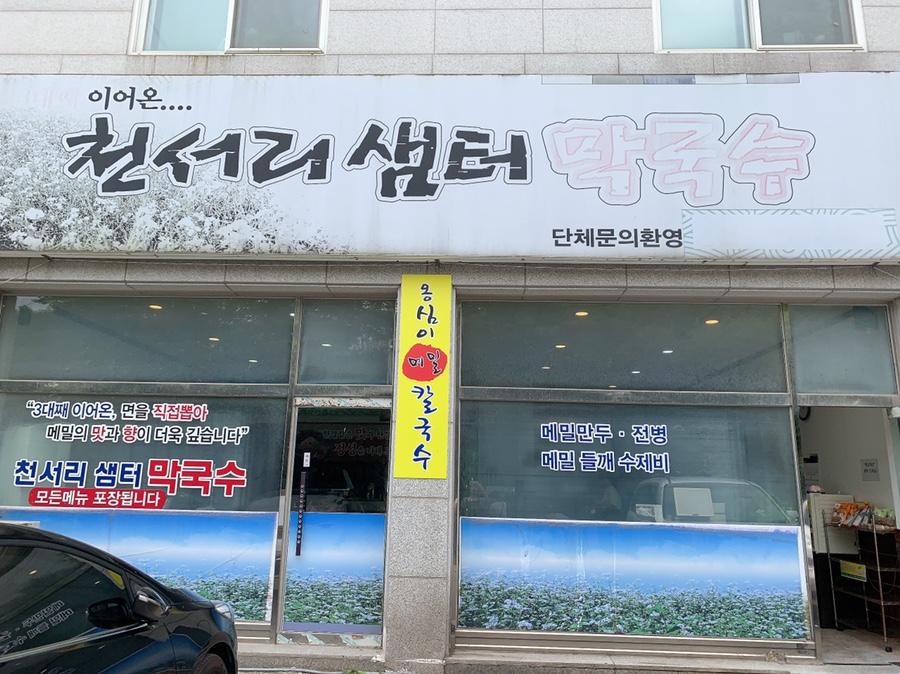 이어온....
천서리 샘터 막국수
단체문의환영
옹심이
메밀
칼국수
“3대째 이어온, 면을 직접뽑아
메밀의 맛과 향이 더욱 깊습니다”
천서리 샘터 막국수
모든메뉴 포장됩니다
메밀만두 · 전병
메밀 들깨 수제비